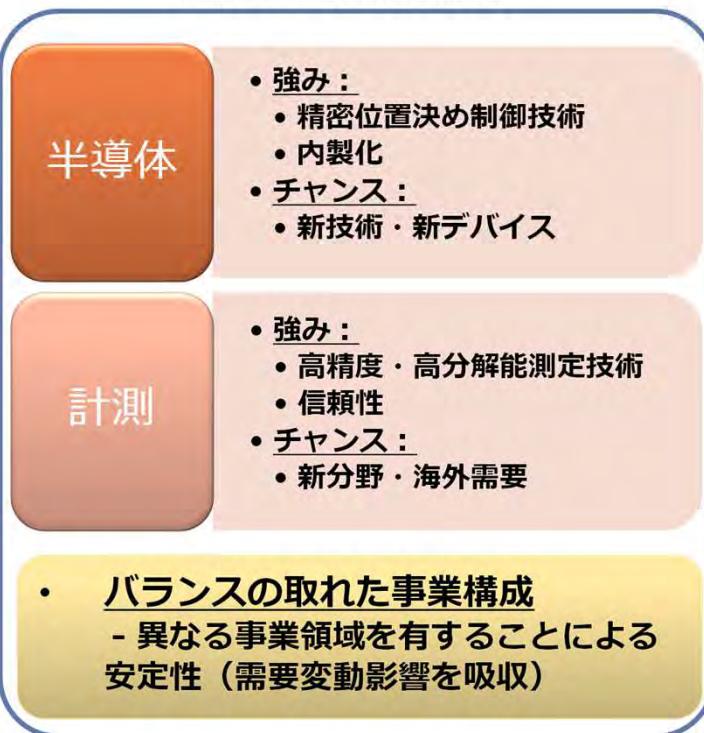 半導体
• 強み：
• 精密位置決め制御技術
• 内製化
• チャンス：
• 新技術・新デバイス
計測
• 強み：
• 高精度・高分解能測定技術
• 信頼性
• チャンス：
• 新分野・海外需要
• バランスの取れた事業構成
- 異なる事業領域を有することによる
安定性（需要変動影響を吸収）